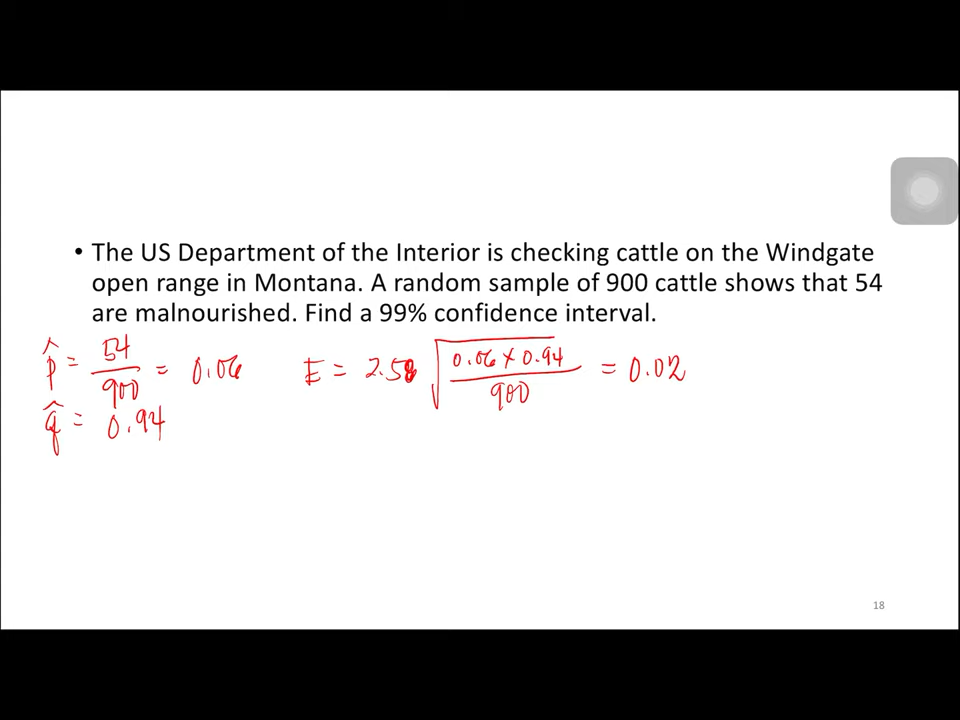 • The US Department of the Interior is checking cattle on the Windgate
open range in Montana. A random sample of 900 cattle shows that 54
are malnourished. Find a 99% confidence interval.
p̂ = 54/900 = 0.06 E = 2.58 √(0.06 × 0.94/900) = 0.02
q̂ = 0.94
18